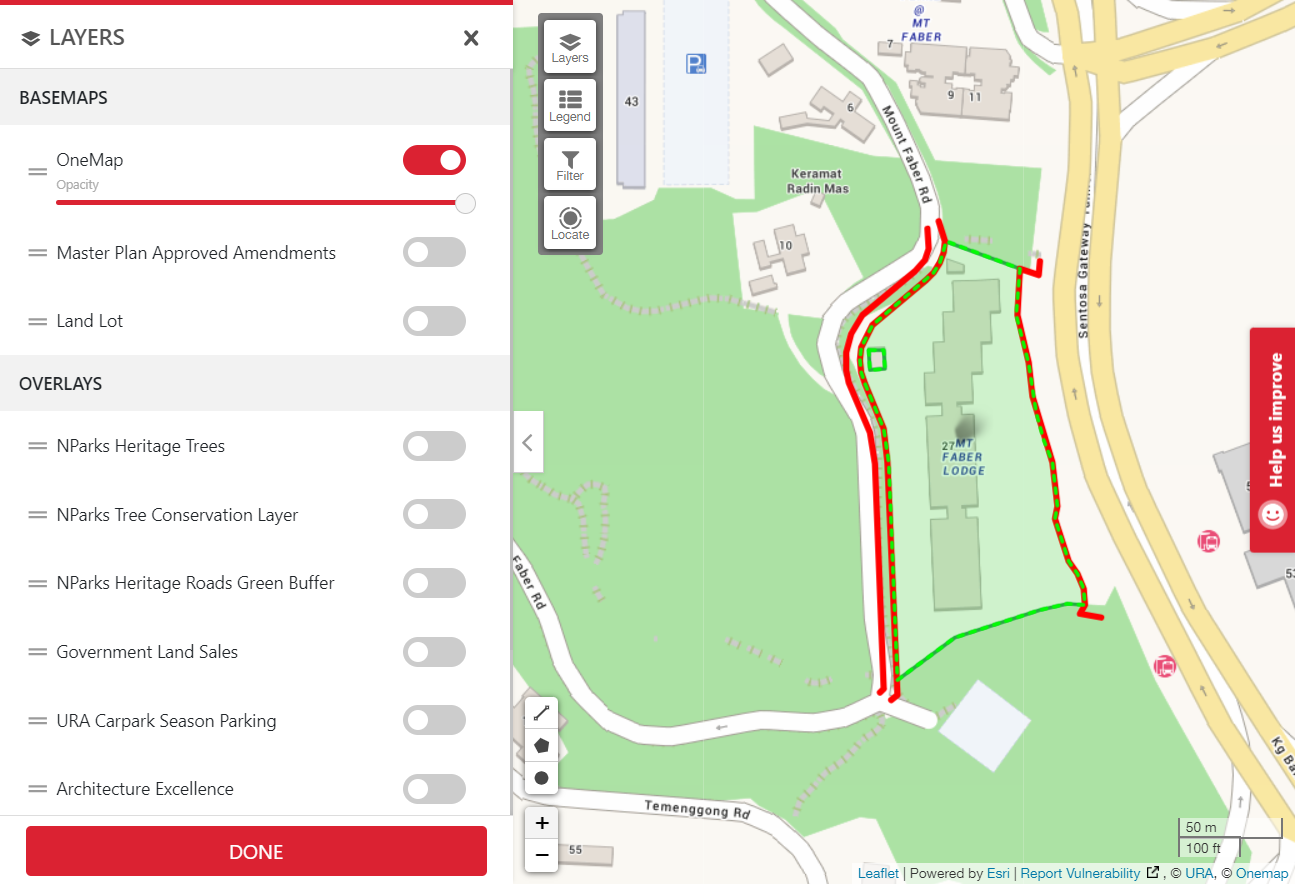 LAYERS
BASEMAPS
OneMap
Opacity
Master Plan Approved Amendments
Land Lot
OVERLAYS
NParks Heritage Trees
NParks Tree Conservation Layer
NParks Heritage Roads Green Buffer
Government Land Sales
URA Carpark Season Parking
Architecture Excellence
DONE
Layers
Legend
Filter
Locate
43
P
@
MT
FABER
7
9
11
6
Mount Faber Rd
Keramat
Radin Mas
10
Sentosa Gateway
27
MT
FABER
LODGE
Help us improve
Faber Rd
Temenggong Rd
55
+
−
50 m
100 ft
Leaflet | Powered by Esri | Report Vulnerability , © URA, © Onemap